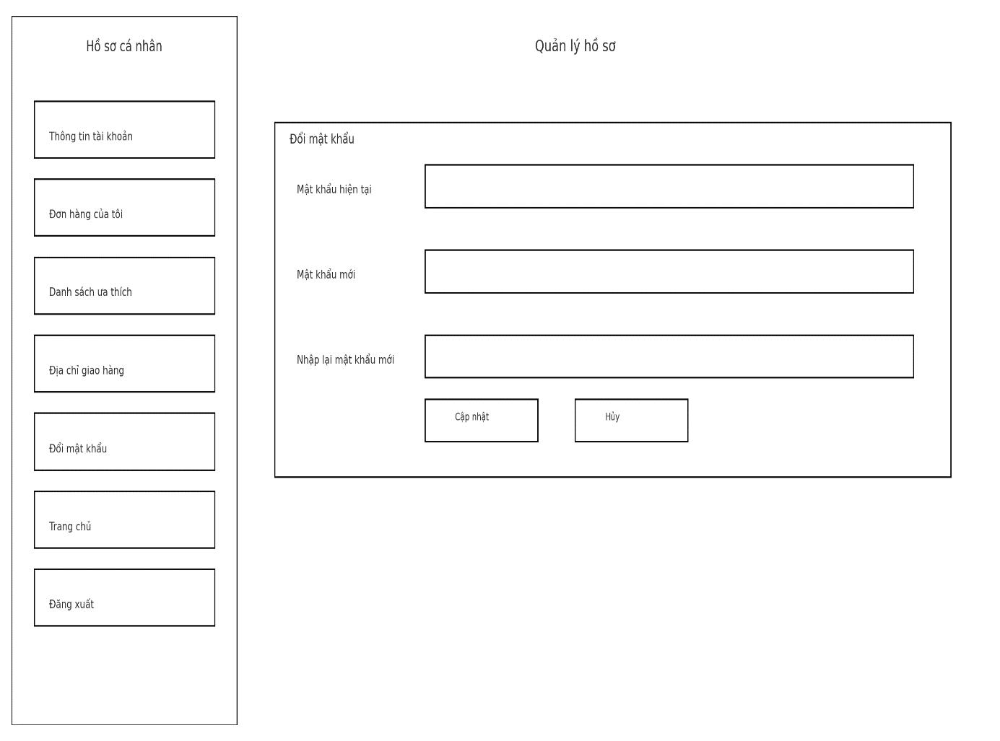 Hồ sơ cá nhân
Thông tin tài khoản
Đơn hàng của tôi
Danh sách ưa thích
Địa chỉ giao hàng
Đổi mật khẩu
Trang chủ
Đăng xuất
Quản lý hồ sơ
Đổi mật khẩu
Mật khẩu hiện tại
Mật khẩu mới
Nhập lại mật khẩu mới
Cập nhật
Hủy